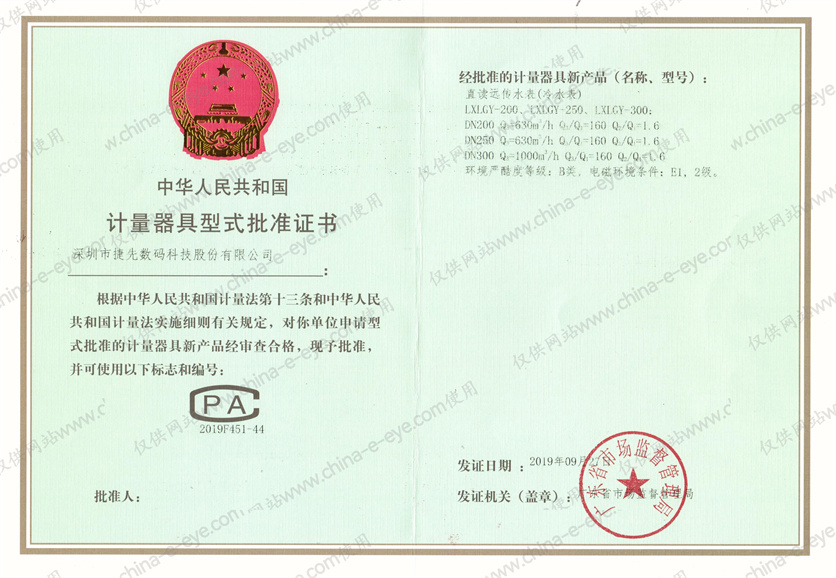 中华人民共和国
计量器具型式批准证书
深圳市捷先数码科技股份有限公司
:
根据中华人民共和国计量法第十三条和中华人民
共和国计量法实施细则有关规定，对你单位申请型
式批准的计量器具新产品经审查合格，现予批准，
并可使用以下标志和编号：
CPA
2019F451-44
批准人：
经批准的计量器具新产品（名称、型号）：
直读远传水表(冷水表)
LXLGY-200、LXLGY-250、LXLGY-300；
DN200 Q₃=630m³/h Q₃/Q₁=160 Q₂/Q₁=1.6
DN250 Q₃=630m³/h Q₃/Q₁=160 Q₂/Q₁=1.6
DN300 Q₃=1000m³/h Q₃/Q₁=160 Q₂/Q₁=1.6
环境严酷度等级：B类、电磁环境条件：E1, 2级。
发证日期：2019年09月
发证机关（盖章）：广东省市场监督管理局
广东省市场监督管理局
仅供网站www.china-e-eye.com使用